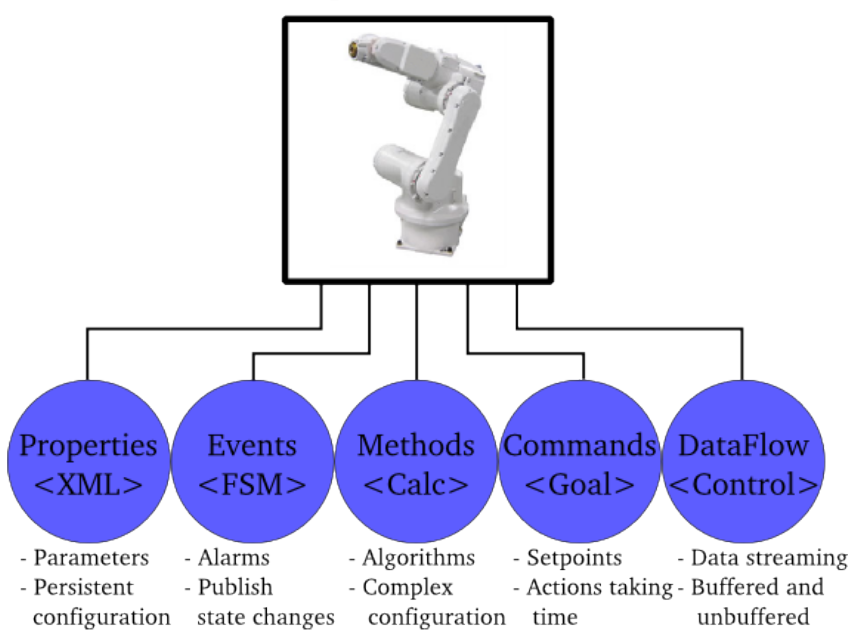 Properties
<XML>
Events
<FSM>
Methods
<Calc>
Commands
<Goal>
DataFlow
<Control>
- Parameters
- Persistent
configuration
- Alarms
- Publish
state changes
- Algorithms
- Complex
configuration
- Setpoints
- Actions taking
time
- Data streaming
- Buffered and
unbuffered